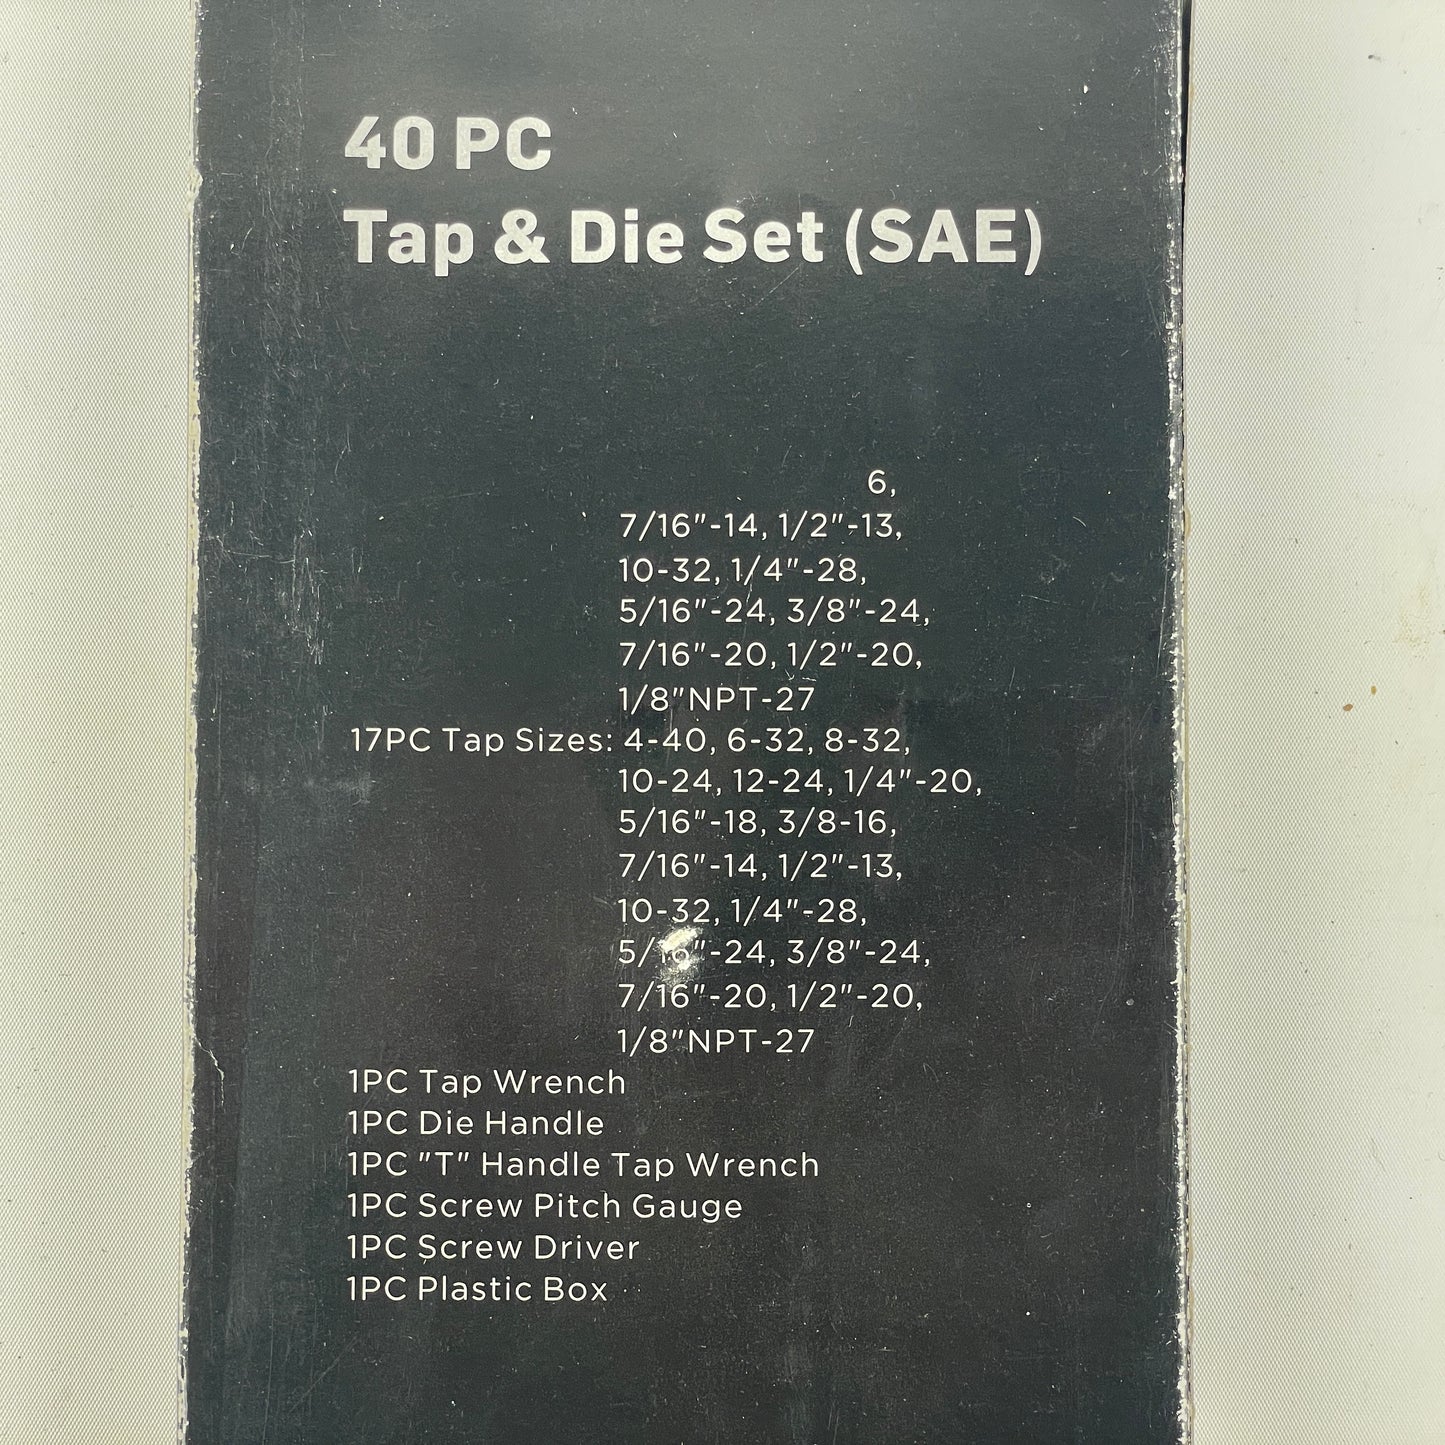 40 PC
Tap & Die Set (SAE)
6,
7/16"-14, 1/2"-13,
10-32, 1/4"-28,
5/16"-24, 3/8"-24,
7/16"-20, 1/2"-20,
1/8"NPT-27
17PC Tap Sizes: 4-40, 6-32, 8-32,
10-24, 12-24, 1/4"-20,
5/16"-18, 3/8-16,
7/16"-14, 1/2"-13,
10-32, 1/4"-28,
5/16"-24, 3/8"-24,
7/16"-20, 1/2"-20,
1/8"NPT-27
1PC Tap Wrench
1PC Die Handle
1PC "T" Handle Tap Wrench
1PC Screw Pitch Gauge
1PC Screw Driver
1PC Plastic Box